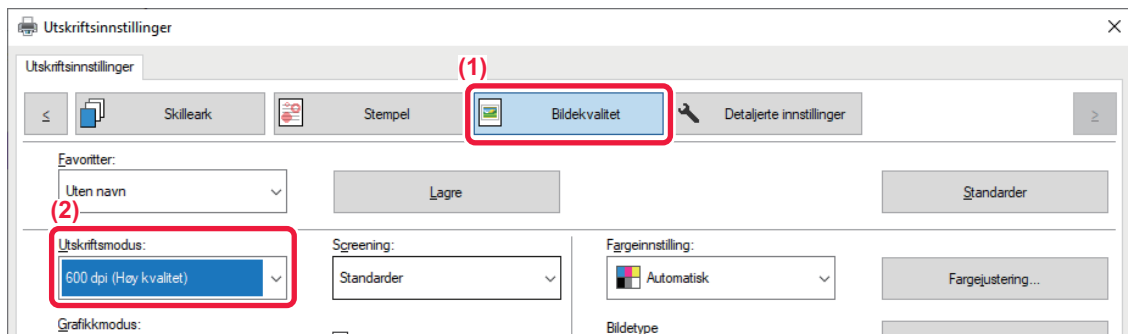 Utskriftsinnstillinger
Utskriftsinnstillinger
(1)
< Skilleark Stempel Bildekvalitet Detaljerte innstillinger >
Favoritter:
Uten navn Lagre Standarder
(2)
Utskriftsmodus: Screening: Fargeinnstilling:
600 dpi (Høy kvalitet) Standarder Automatisk Fargejustering...
Grafikkmodus: Bildetype